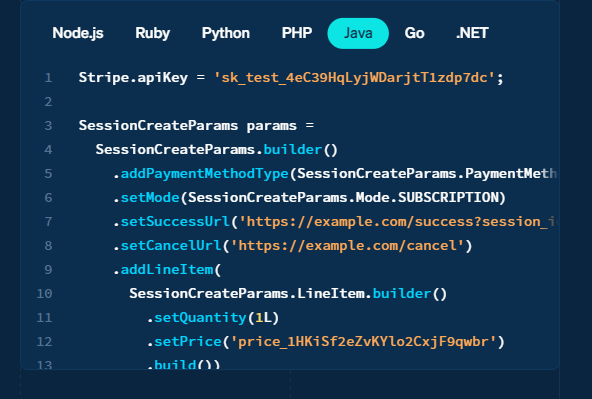 Node.js Ruby Python PHP Java Go .NET
1 Stripe.apiKey = 'sk_test_4eC39HqLyjWDarjtT1zdp7dc';
2
3 SessionCreateParams params =
4 SessionCreateParams.builder()
5 .addPaymentMethodType(SessionCreateParams.PaymentMeth
6 .setMode(SessionCreateParams.Mode.SUBSCRIPTION)
7 .setSuccessUrl('https://example.com/success?session_i
8 .setCancelUrl('https://example.com/cancel')
9 .addLineItem(
10 SessionCreateParams.LineItem.builder()
11 .setQuantity(1L)
12 .setPrice('price_1HKiSf2eZvKYlo2CxjF9qwbr')
13 .build())